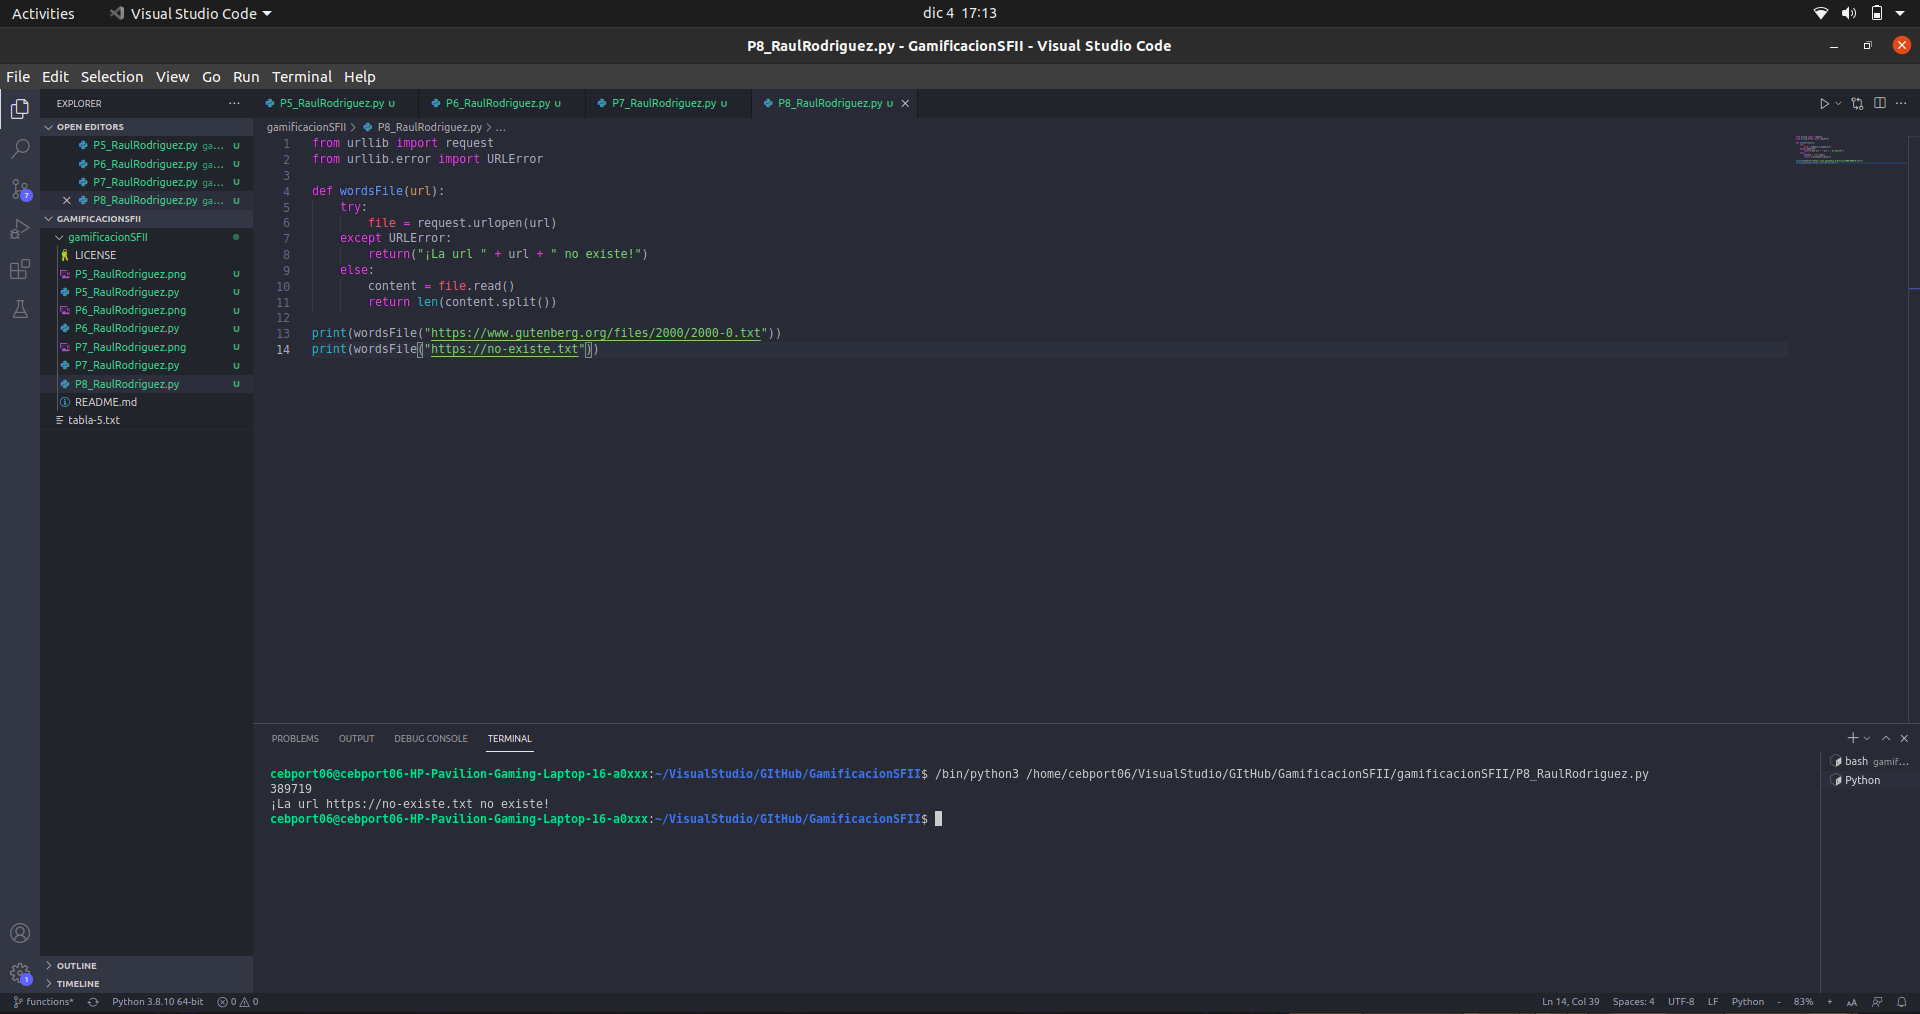 Activities Visual Studio Code dic 4 17:13
P8_RaulRodriguez.py - GamificacionSFII - Visual Studio Code
File Edit Selection View Go Run Terminal Help
EXPLORER ···
P5_RaulRodriguez.py U P6_RaulRodriguez.py U P7_RaulRodriguez.py U P8_RaulRodriguez.py U
OPEN EDITORS
P5_RaulRodriguez.py ga... U
P6_RaulRodriguez.py ga... U
P7_RaulRodriguez.py ga... U
P8_RaulRodriguez.py ga... U
GAMIFICACIONSFII
gamificacionSFII
LICENSE
P5_RaulRodriguez.png U
P5_RaulRodriguez.py U
P6_RaulRodriguez.png U
P6_RaulRodriguez.py U
P7_RaulRodriguez.png U
P7_RaulRodriguez.py U
P8_RaulRodriguez.py U
README.md
tabla-5.txt
OUTLINE
TIMELINE
gamificacionSFII > P8_RaulRodriguez.py > ...
1 from urllib import request
2 from urllib.error import URLError
3
4 def wordsFile(url):
5 try:
6 file = request.urlopen(url)
7 except URLError:
8 return("¡La url " + url + " no existe!")
9 else:
10 content = file.read()
11 return len(content.split())
12
13 print(wordsFile("https://www.gutenberg.org/files/2000/2000-0.txt"))
14 print(wordsFile("https://no-existe.txt"))
PROBLEMS OUTPUT DEBUG CONSOLE TERMINAL
cebport06@cebport06-HP-Pavilion-Gaming-Laptop-16-a0xxx:~/VisualStudio/GItHub/GamificacionSFII$ /bin/python3 /home/cebport06/VisualStudio/GItHub/GamificacionSFII/gamificacionSFII/P8_RaulRodriguez.py
389719
¡La url https://no-existe.txt no existe!
cebport06@cebport06-HP-Pavilion-Gaming-Laptop-16-a0xxx:~/VisualStudio/GItHub/GamificacionSFII$
bash gamif...
Python
7
1
functions* Python 3.8.10 64-bit 0 0 Ln 14, Col 39 Spaces: 4 UTF-8 LF Python - 83% +